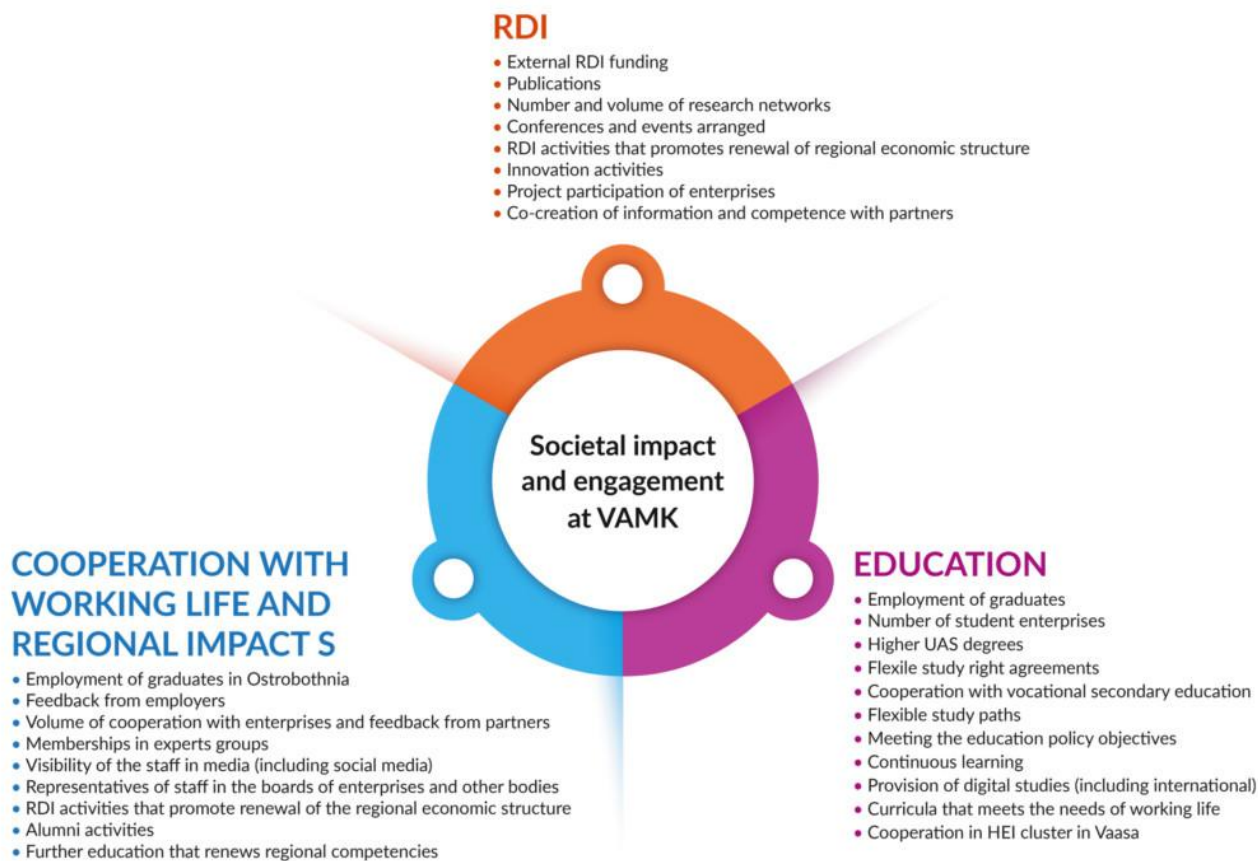 RDI
• External RDI funding
• Publications
• Number and volume of research networks
• Conferences and events arranged
• RDI activities that promotes renewal of regional economic structure
• Innovation activities
• Project participation of enterprises
• Co-creation of information and competence with partners
Societal impact
and engagement
at VAMK
COOPERATION WITH
WORKING LIFE AND
REGIONAL IMPACT S
• Employment of graduates in Ostrobothnia
• Feedback from employers
• Volume of cooperation with enterprises and feedback from partners
• Memberships in experts groups
• Visibility of the staff in media (including social media)
• Representatives of staff in the boards of enterprises and other bodies
• RDI activities that promote renewal of the regional economic structure
• Alumni activities
• Further education that renews regional competencies
EDUCATION
• Employment of graduates
• Number of student enterprises
• Higher UAS degrees
• Flexile study right agreements
• Cooperation with vocational secondary education
• Flexible study paths
• Meeting the education policy objectives
• Continuous learning
• Provision of digital studies (including international)
• Curricula that meets the needs of working life
• Cooperation in HEI cluster in Vaasa